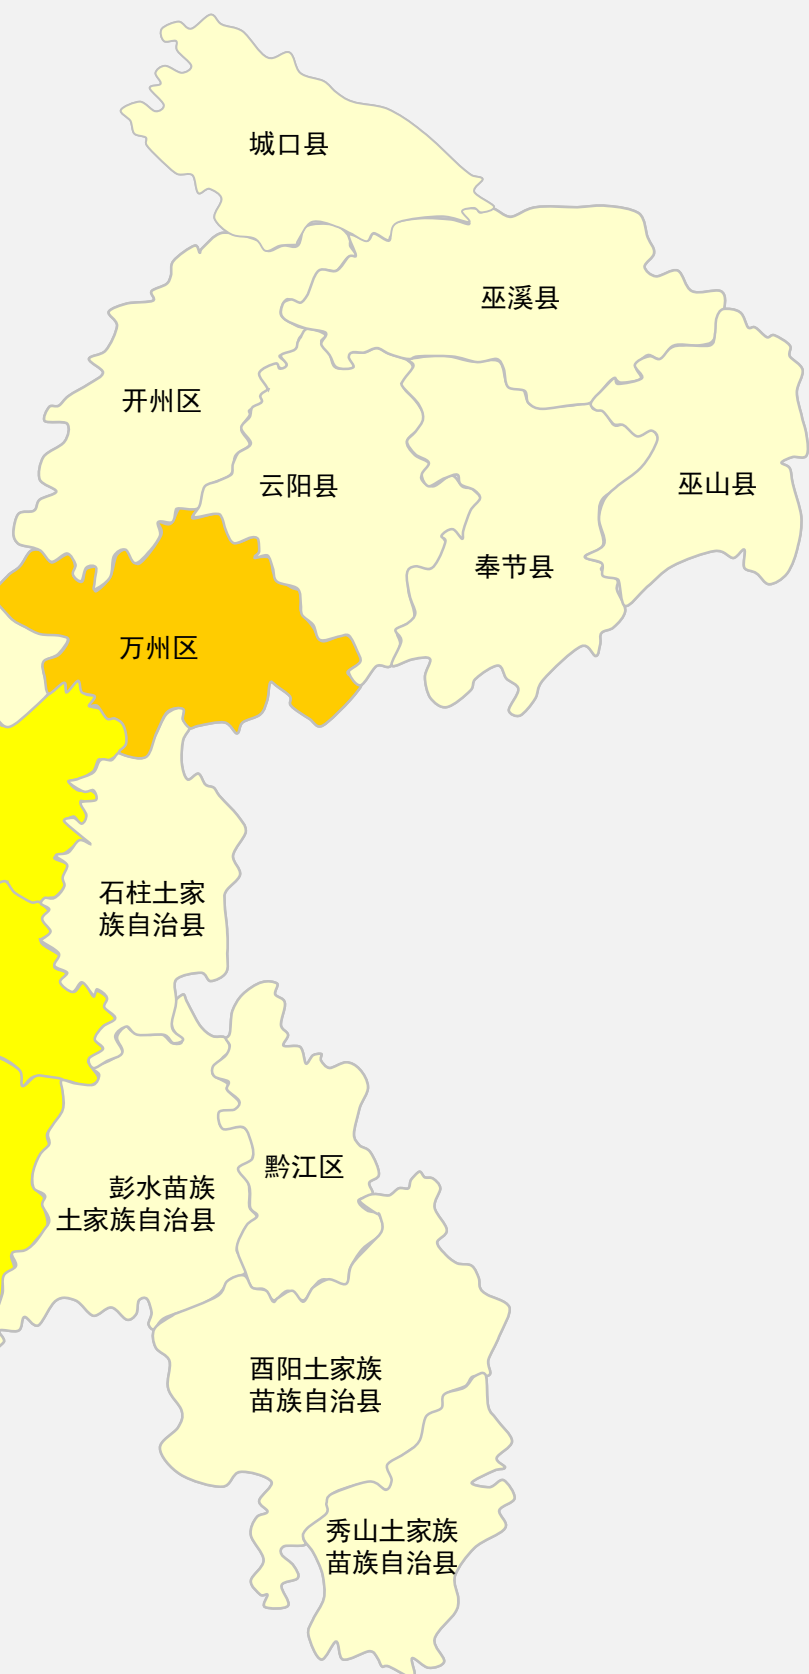 城口县
巫溪县
开州区
云阳县
巫山县
奉节县
万州区
石柱土家
族自治县
黔江区
彭水苗族
土家族自治县
酉阳土家族
苗族自治县
秀山土家族
苗族自治县